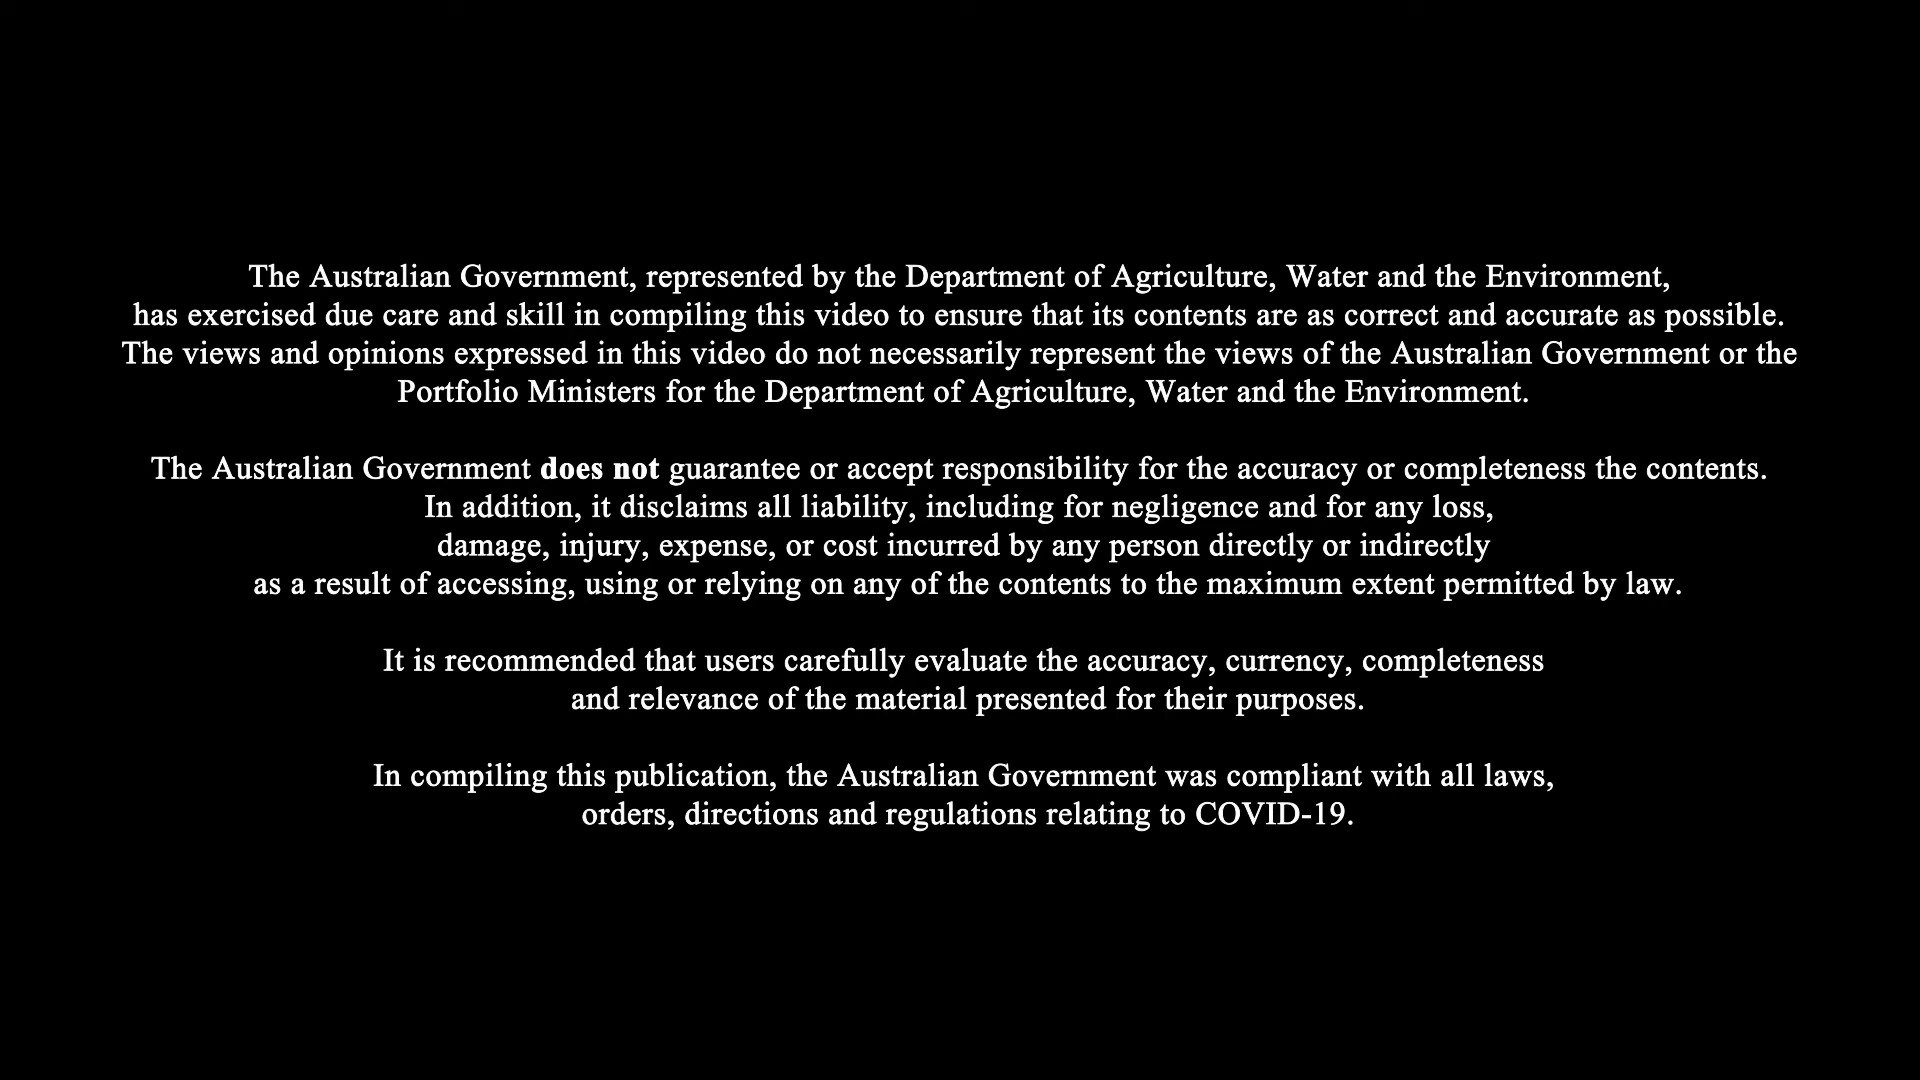 The Australian Government, represented by the Department of Agriculture, Water and the Environment,
has exercised due care and skill in compiling this video to ensure that its contents are as correct and accurate as possible.
The views and opinions expressed in this video do not necessarily represent the views of the Australian Government or the
Portfolio Ministers for the Department of Agriculture, Water and the Environment.
The Australian Government does not guarantee or accept responsibility for the accuracy or completeness the contents.
In addition, it disclaims all liability, including for negligence and for any loss,
damage, injury, expense, or cost incurred by any person directly or indirectly
as a result of accessing, using or relying on any of the contents to the maximum extent permitted by law.
It is recommended that users carefully evaluate the accuracy, currency, completeness
and relevance of the material presented for their purposes.
In compiling this publication, the Australian Government was compliant with all laws,
orders, directions and regulations relating to COVID-19.